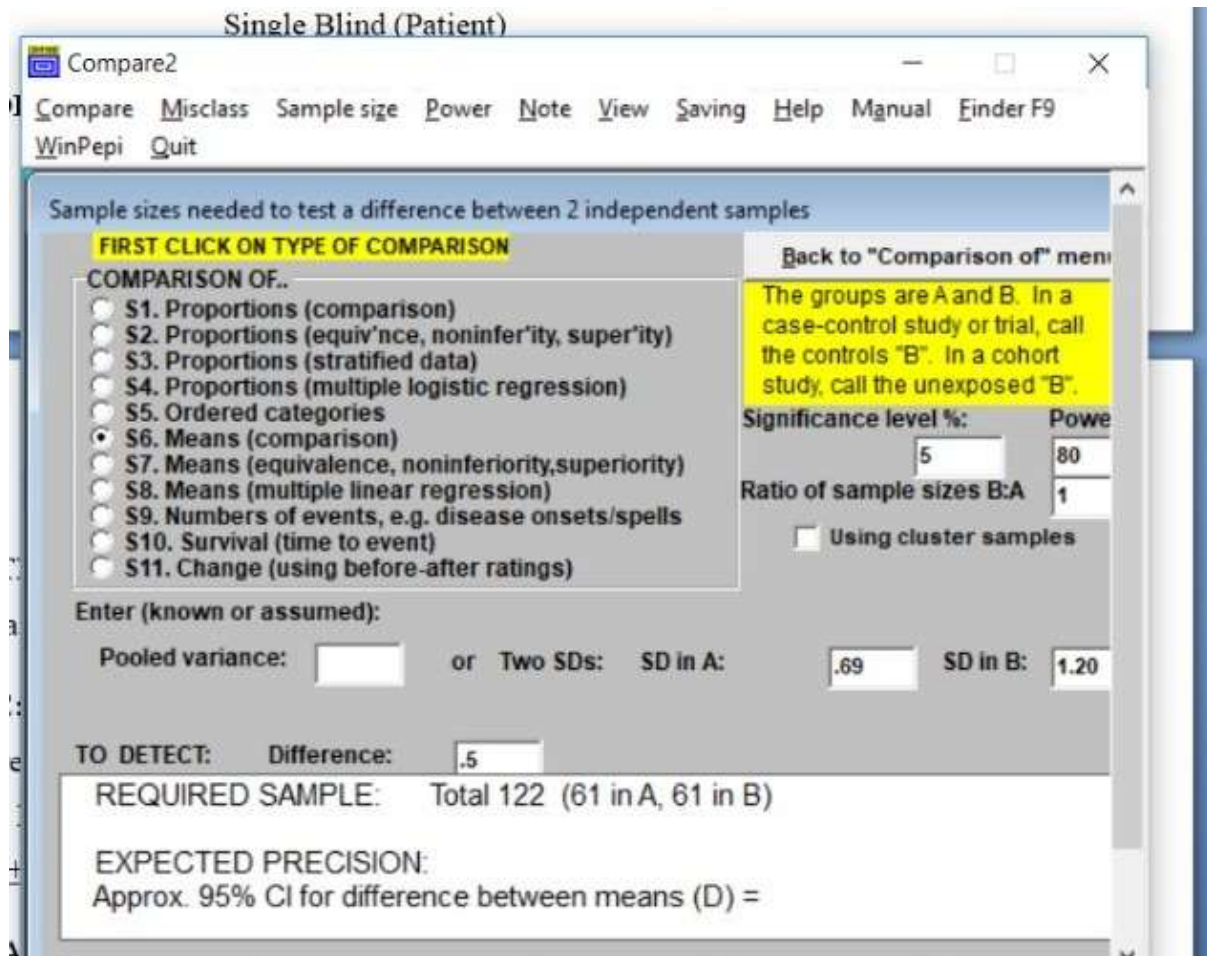 Single Blind (Patient)
Compare2
Compare Misclass Sample size Power Note View Saving Help Manual Finder F9
WinPepi Quit
Sample sizes needed to test a difference between 2 independent samples
FIRST CLICK ON TYPE OF COMPARISON
Back to "Comparison of" menu
COMPARISON OF..
S1. Proportions (comparison)
S2. Proportions (equiv'nce, noninfer'ity, super'ity)
S3. Proportions (stratified data)
S4. Proportions (multiple logistic regression)
S5. Ordered categories
S6. Means (comparison)
S7. Means (equivalence, noninferiority,superiority)
S8. Means (multiple linear regression)
S9. Numbers of events, e.g. disease onsets/spells
S10. Survival (time to event)
S11. Change (using before-after ratings)
The groups are A and B. In a
case-control study or trial, call
the controls "B". In a cohort
study, call the unexposed "B".
Significance level %: Powe
5 80
Ratio of sample sizes B:A 1
Using cluster samples
Enter (known or assumed):
Pooled variance: or Two SDs: SD in A: .69 SD in B: 1.20
TO DETECT: Difference: .5
REQUIRED SAMPLE: Total 122 (61 in A, 61 in B)
EXPECTED PRECISION:
Approx. 95% CI for difference between means (D) =